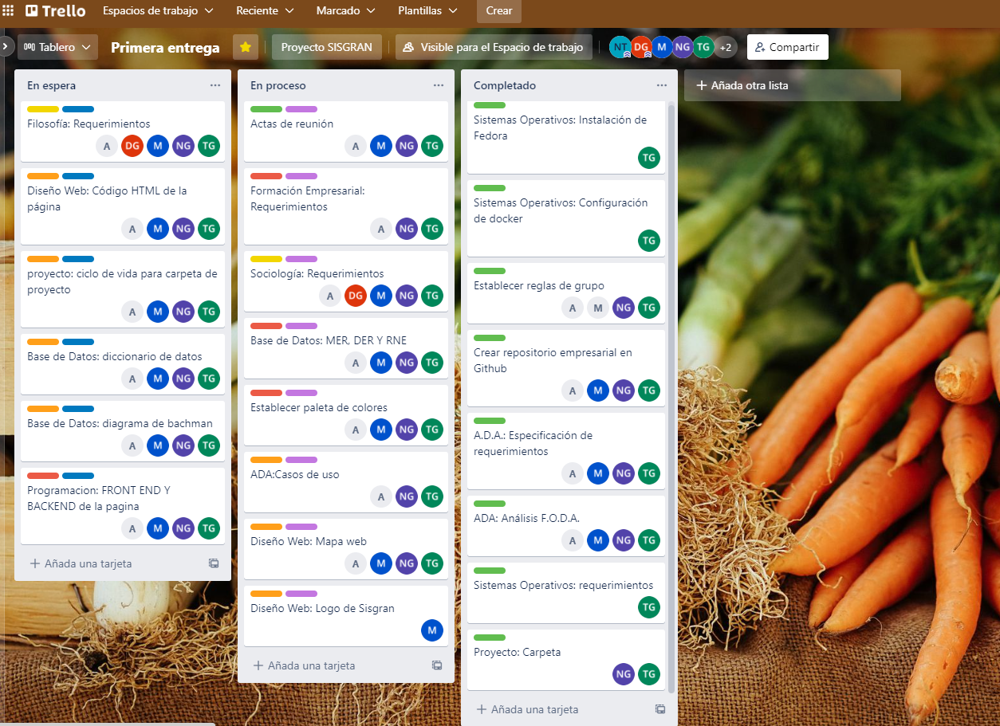 Trello Espacios de trabajo Reciente Marcado Plantillas Crear
Tablero Primera entrega Proyecto SISGRAN Visible para el Espacio de trabajo NT DG M NG TG +2 Compartir
En espera
Filosofía: Requerimientos
A DG M NG TG
Diseño Web: Código HTML de la
página
A M NG TG
proyecto: ciclo de vida para carpeta de
proyecto
A M NG TG
Base de Datos: diccionario de datos
A M NG TG
Base de Datos: diagrama de bachman
A M NG TG
Programacion: FRONT END Y
BACKEND de la pagina
A M NG TG
Añada una tarjeta
En proceso
Actas de reunión
A M NG TG
Formación Empresarial:
Requerimientos
A NG TG
Sociología: Requerimientos
A DG M NG TG
Base de Datos: MER, DER Y RNE
A M NG TG
Establecer paleta de colores
A M NG TG
ADA:Casos de uso
A NG TG
Diseño Web: Mapa web
A M NG TG
Diseño Web: Logo de Sisgran
M
Añada una tarjeta
Completado
Sistemas Operativos: Instalación de
Fedora
TG
Sistemas Operativos: Configuración
de docker
TG
Establecer reglas de grupo
A M NG TG
Crear repositorio empresarial en
Github
A M NG TG
A.D.A.: Especificación de
requerimientos
A M NG TG
ADA: Análisis F.O.D.A.
A M NG TG
Sistemas Operativos: requerimientos
TG
Proyecto: Carpeta
NG TG
Añada una tarjeta
Añada otra lista